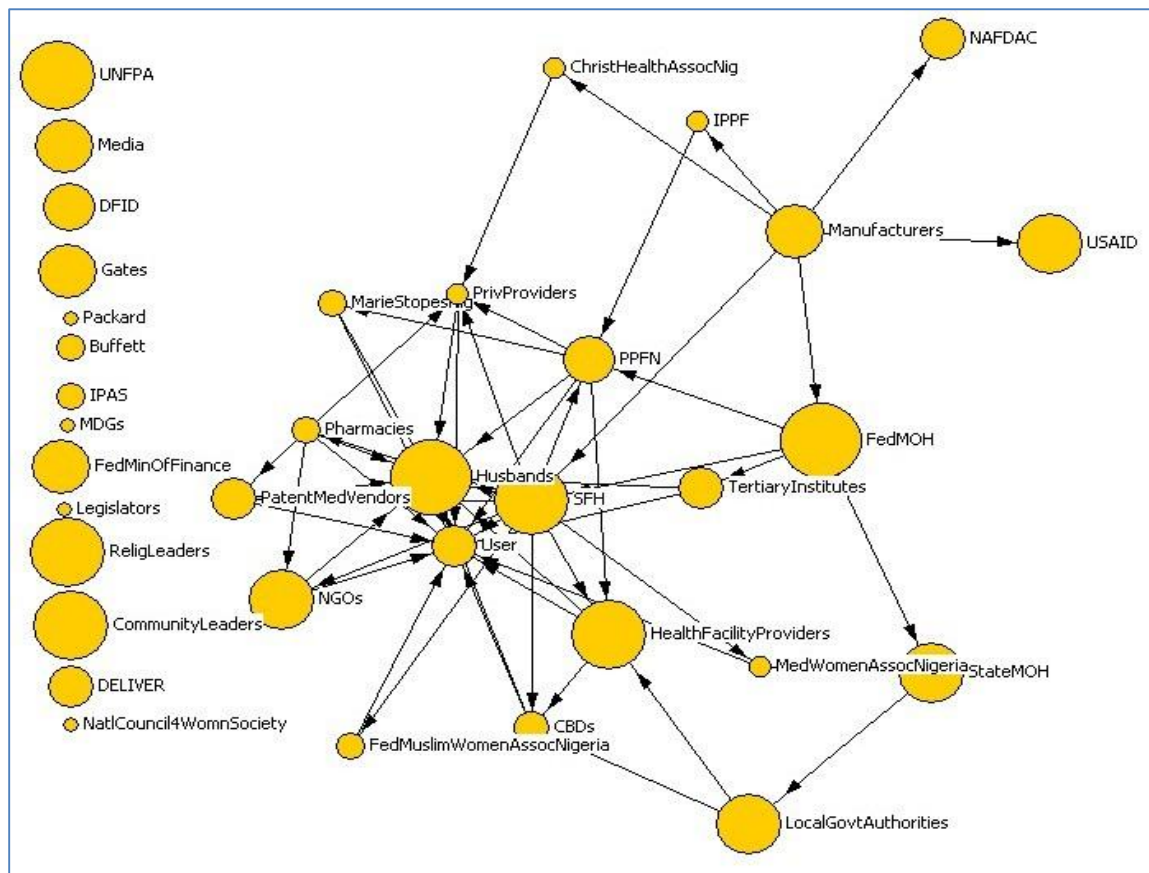 NAFDAC
ChristHealthAssocNig
UNFPA
IPPF
Media
DFID
Manufacturers
USAID
Gates
PrivProviders
MarieStopesNig
Packard
Buffett
PPFN
IPAS
MDGs
Pharmacies
FedMOH
FedMinOfFinance
Husbands
TertiaryInstitutes
PatentMedVendors
SFH
Legislators
User
ReligLeaders
NGOs
CommunityLeaders
HealthFacilityProviders
MedWomenAssocNigeria
StateMOH
DELIVER
NatlCouncil4WomnSociety
CBDs
FedMuslimWomenAssocNigeria
LocalGovtAuthorities